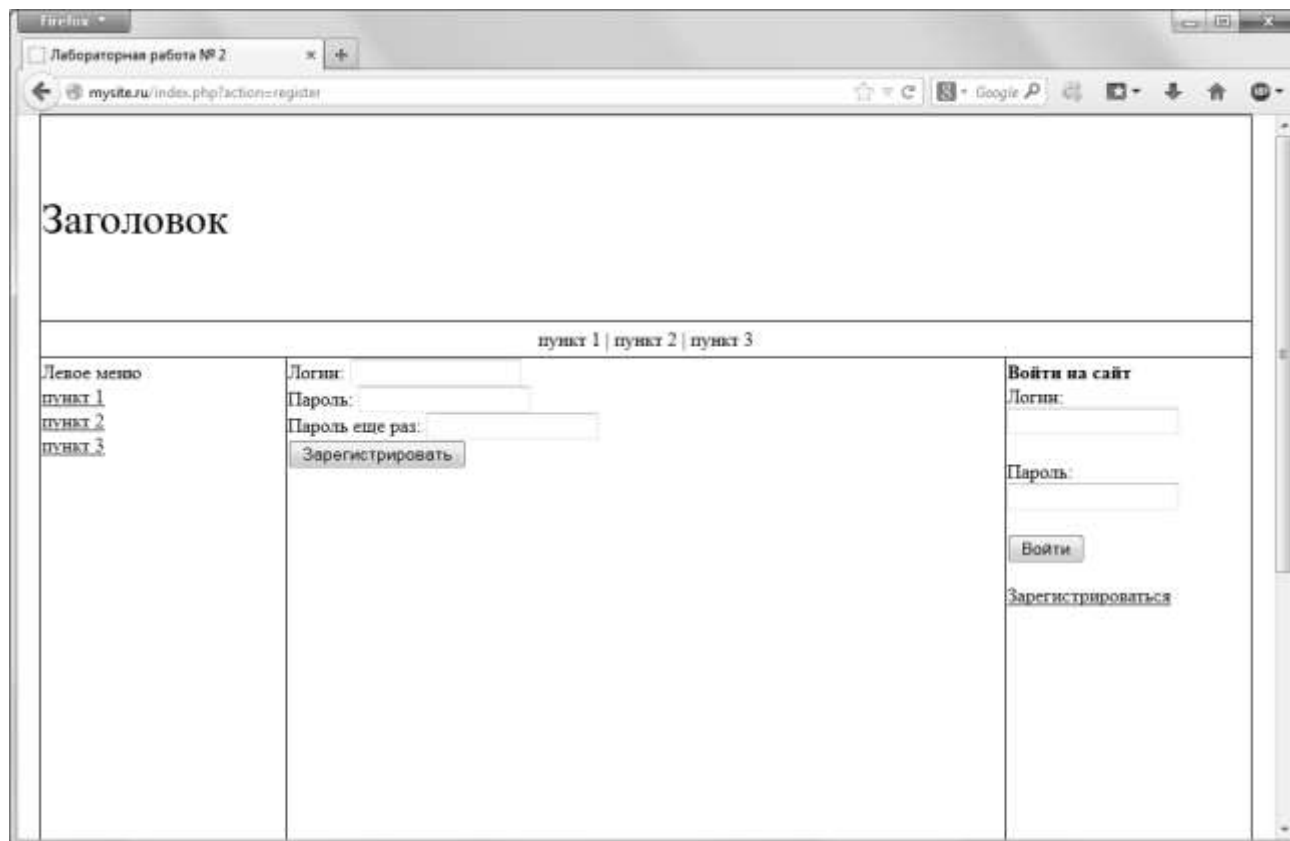 Firefox
Лабораторная работа № 2
mysite.ru/index.php?action=register
Google
Заголовок
пункт 1 | пункт 2 | пункт 3
Левое меню
пункт 1
пункт 2
пункт 3
Логин:
Пароль:
Пароль еще раз:
Зарегистрировать
Войти на сайт
Логин:
Пароль:
Войти
Зарегистрироваться